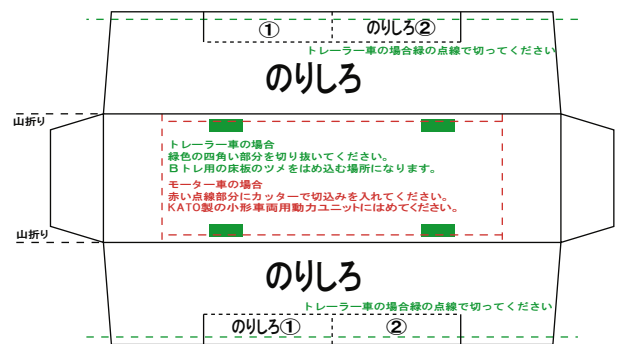 ① のりしろ②
トレーラー車の場合緑の点線で切ってください
のりしろ
山折り
トレーラー車の場合
緑色の四角い部分を切り抜いてください。
Bトレ用の床板のツメをはめ込む場所になります。
モーター車の場合
赤い点線部分にカッターで切込みを入れてください。
KATO製の小形車両用動力ユニットにはめてください。
山折り
のりしろ
トレーラー車の場合緑の点線で切ってください
のりしろ① ②